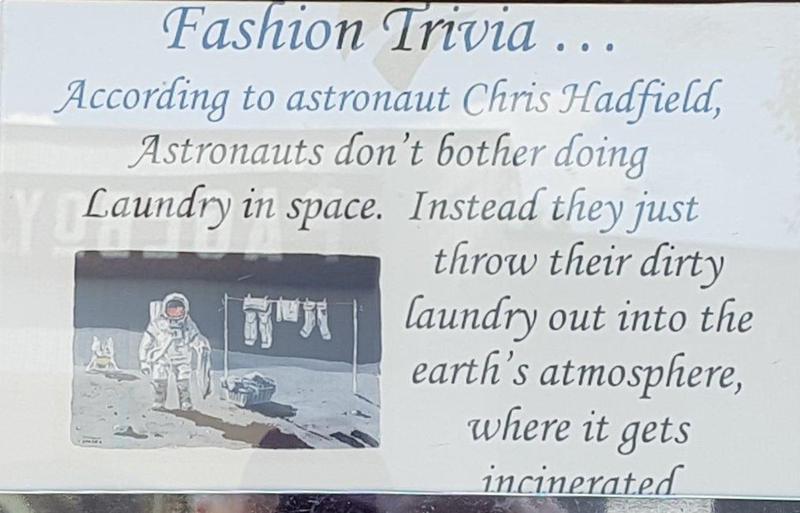 Fashion Trivia ...
According to astronaut Chris Hadfield,
Astronauts don't bother doing
Laundry in space. Instead they just
throw their dirty
laundry out into the
earth's atmosphere,
where it gets
incinerated